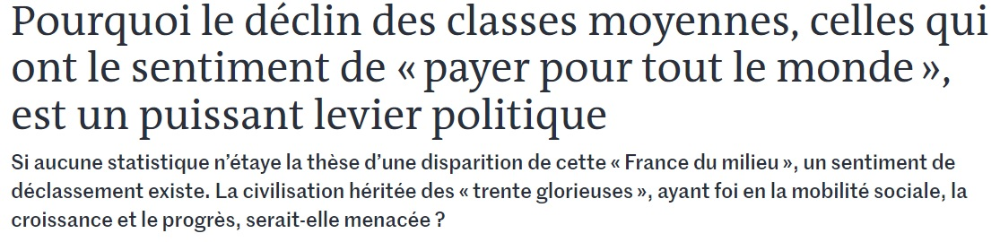 Pourquoi le déclin des classes moyennes, celles qui
ont le sentiment de « payer pour tout le monde »,
est un puissant levier politique
Si aucune statistique n’étaye la thèse d’une disparition de cette « France du milieu », un sentiment de
déclassement existe. La civilisation héritée des « trente glorieuses », ayant foi en la mobilité sociale, la
croissance et le progrès, serait-elle menacée ?